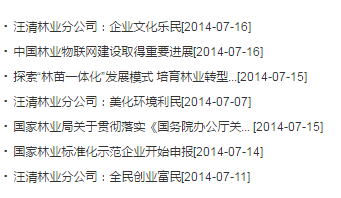 · 汪清林业分公司：企业文化乐民[2014-07-16]
· 中国林业物联网建设取得重要进展[2014-07-16]
· 探索“林苗一体化”发展模式 培育林业转型...[2014-07-15]
· 汪清林业分公司：美化环境利民[2014-07-07]
· 国家林业局关于贯彻落实《国务院办公厅关... [2014-07-15]
· 国家林业标准化示范企业开始申报[2014-07-14]
· 汪清林业分公司：全民创业富民[2014-07-11]